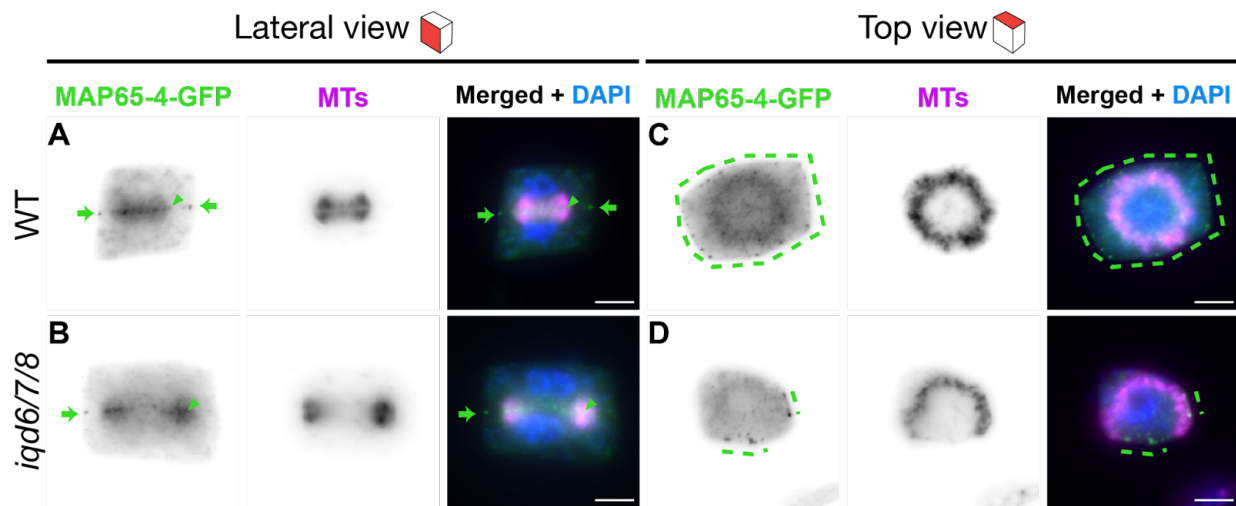 Lateral view Top view
MAP65-4-GFP MTs Merged + DAPI MAP65-4-GFP MTs Merged + DAPI
A C
WT
B D
iqd6/7/8